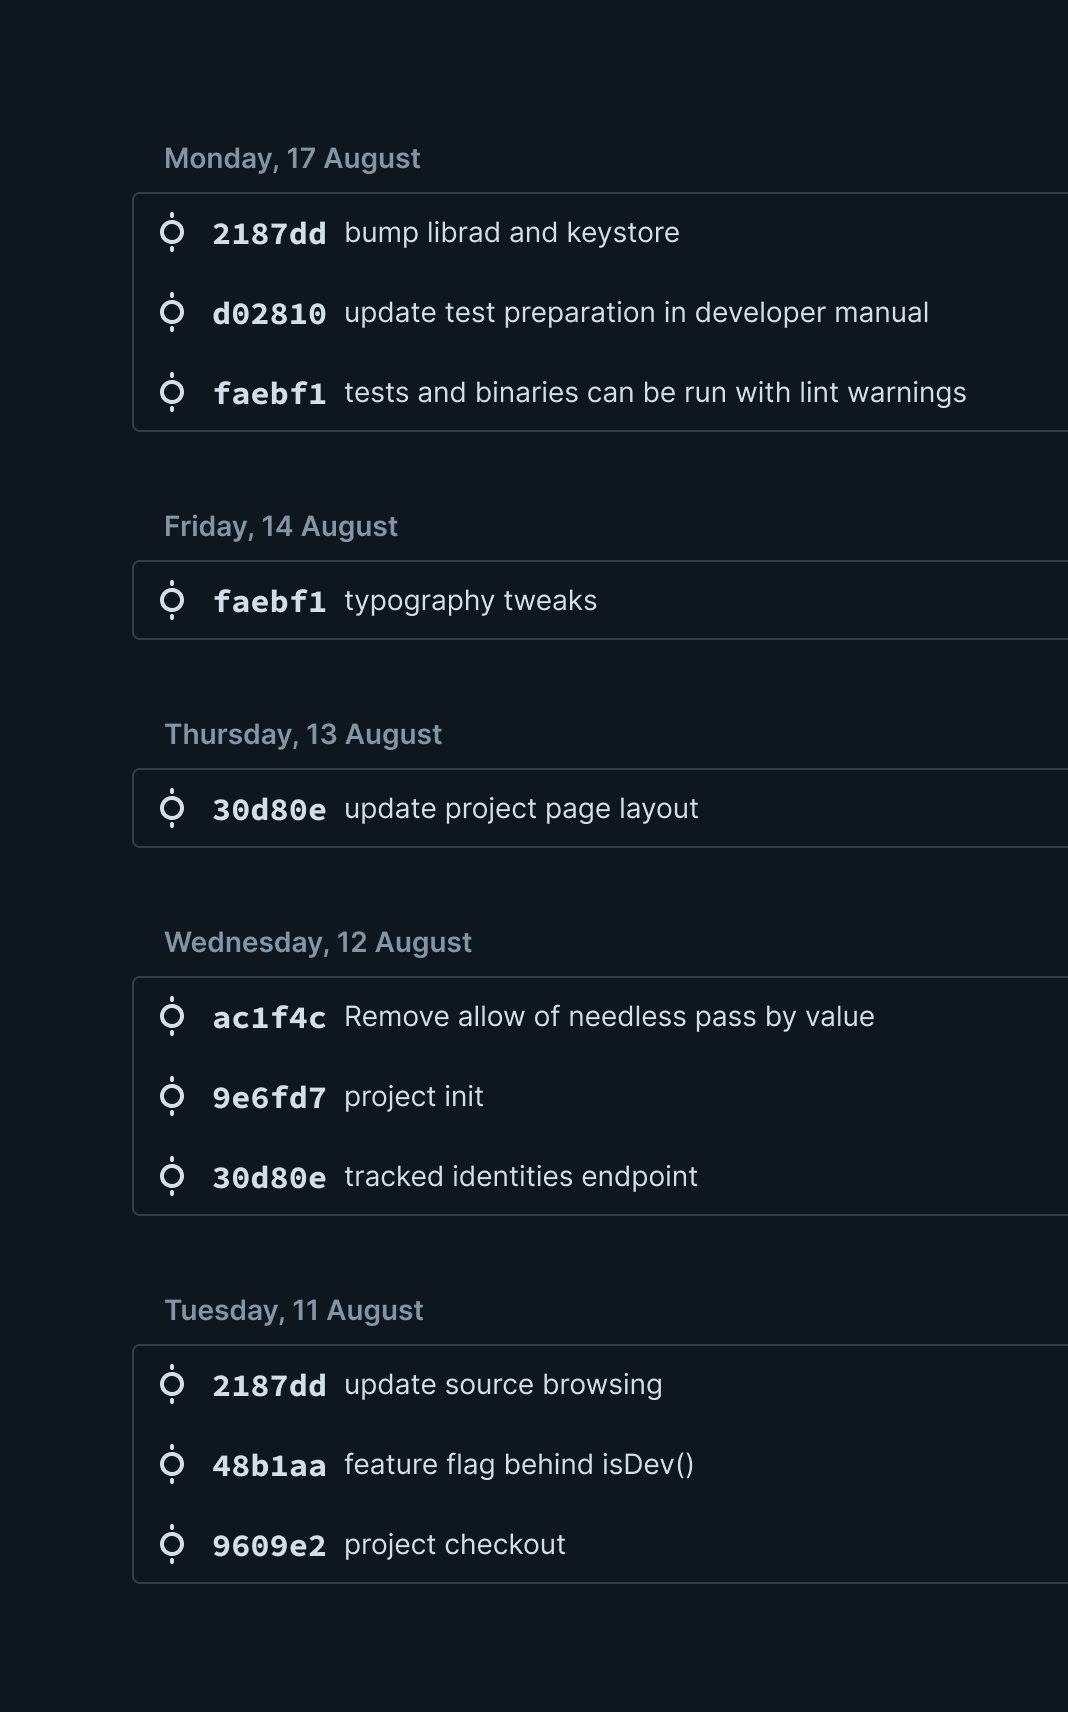 Monday, 17 August
2187dd bump librad and keystore
d02810 update test preparation in developer manual
faebf1 tests and binaries can be run with lint warnings
Friday, 14 August
faebf1 typography tweaks
Thursday, 13 August
30d80e update project page layout
Wednesday, 12 August
ac1f4c Remove allow of needless pass by value
9e6fd7 project init
30d80e tracked identities endpoint
Tuesday, 11 August
2187dd update source browsing
48b1aa feature flag behind isDev()
9609e2 project checkout